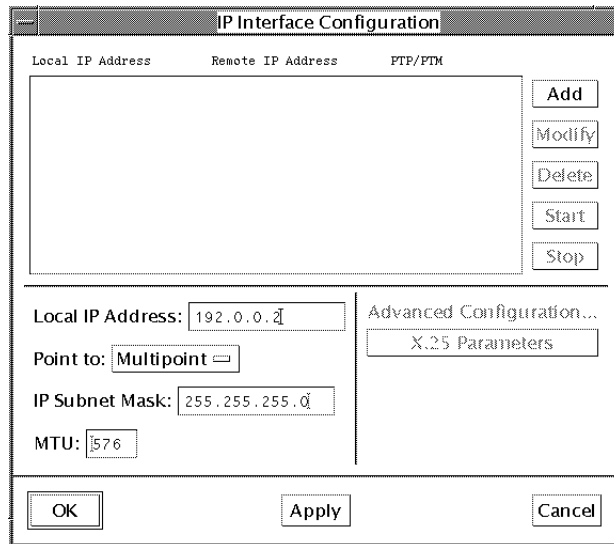 IP Interface Configuration
Local IP Address Remote IP Address PTP/PTM
Add
Modify
Delete
Start
Stop
Local IP Address: 192.0.0.2
Point to: Multipoint
IP Subnet Mask: 255.255.255.0
MTU: 576
Advanced Configuration...
X.25 Parameters
OK Apply Cancel